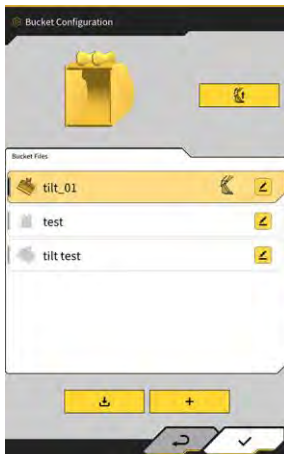 Bucket Configuration
Bucket Files
tilt_01
test
tilt test